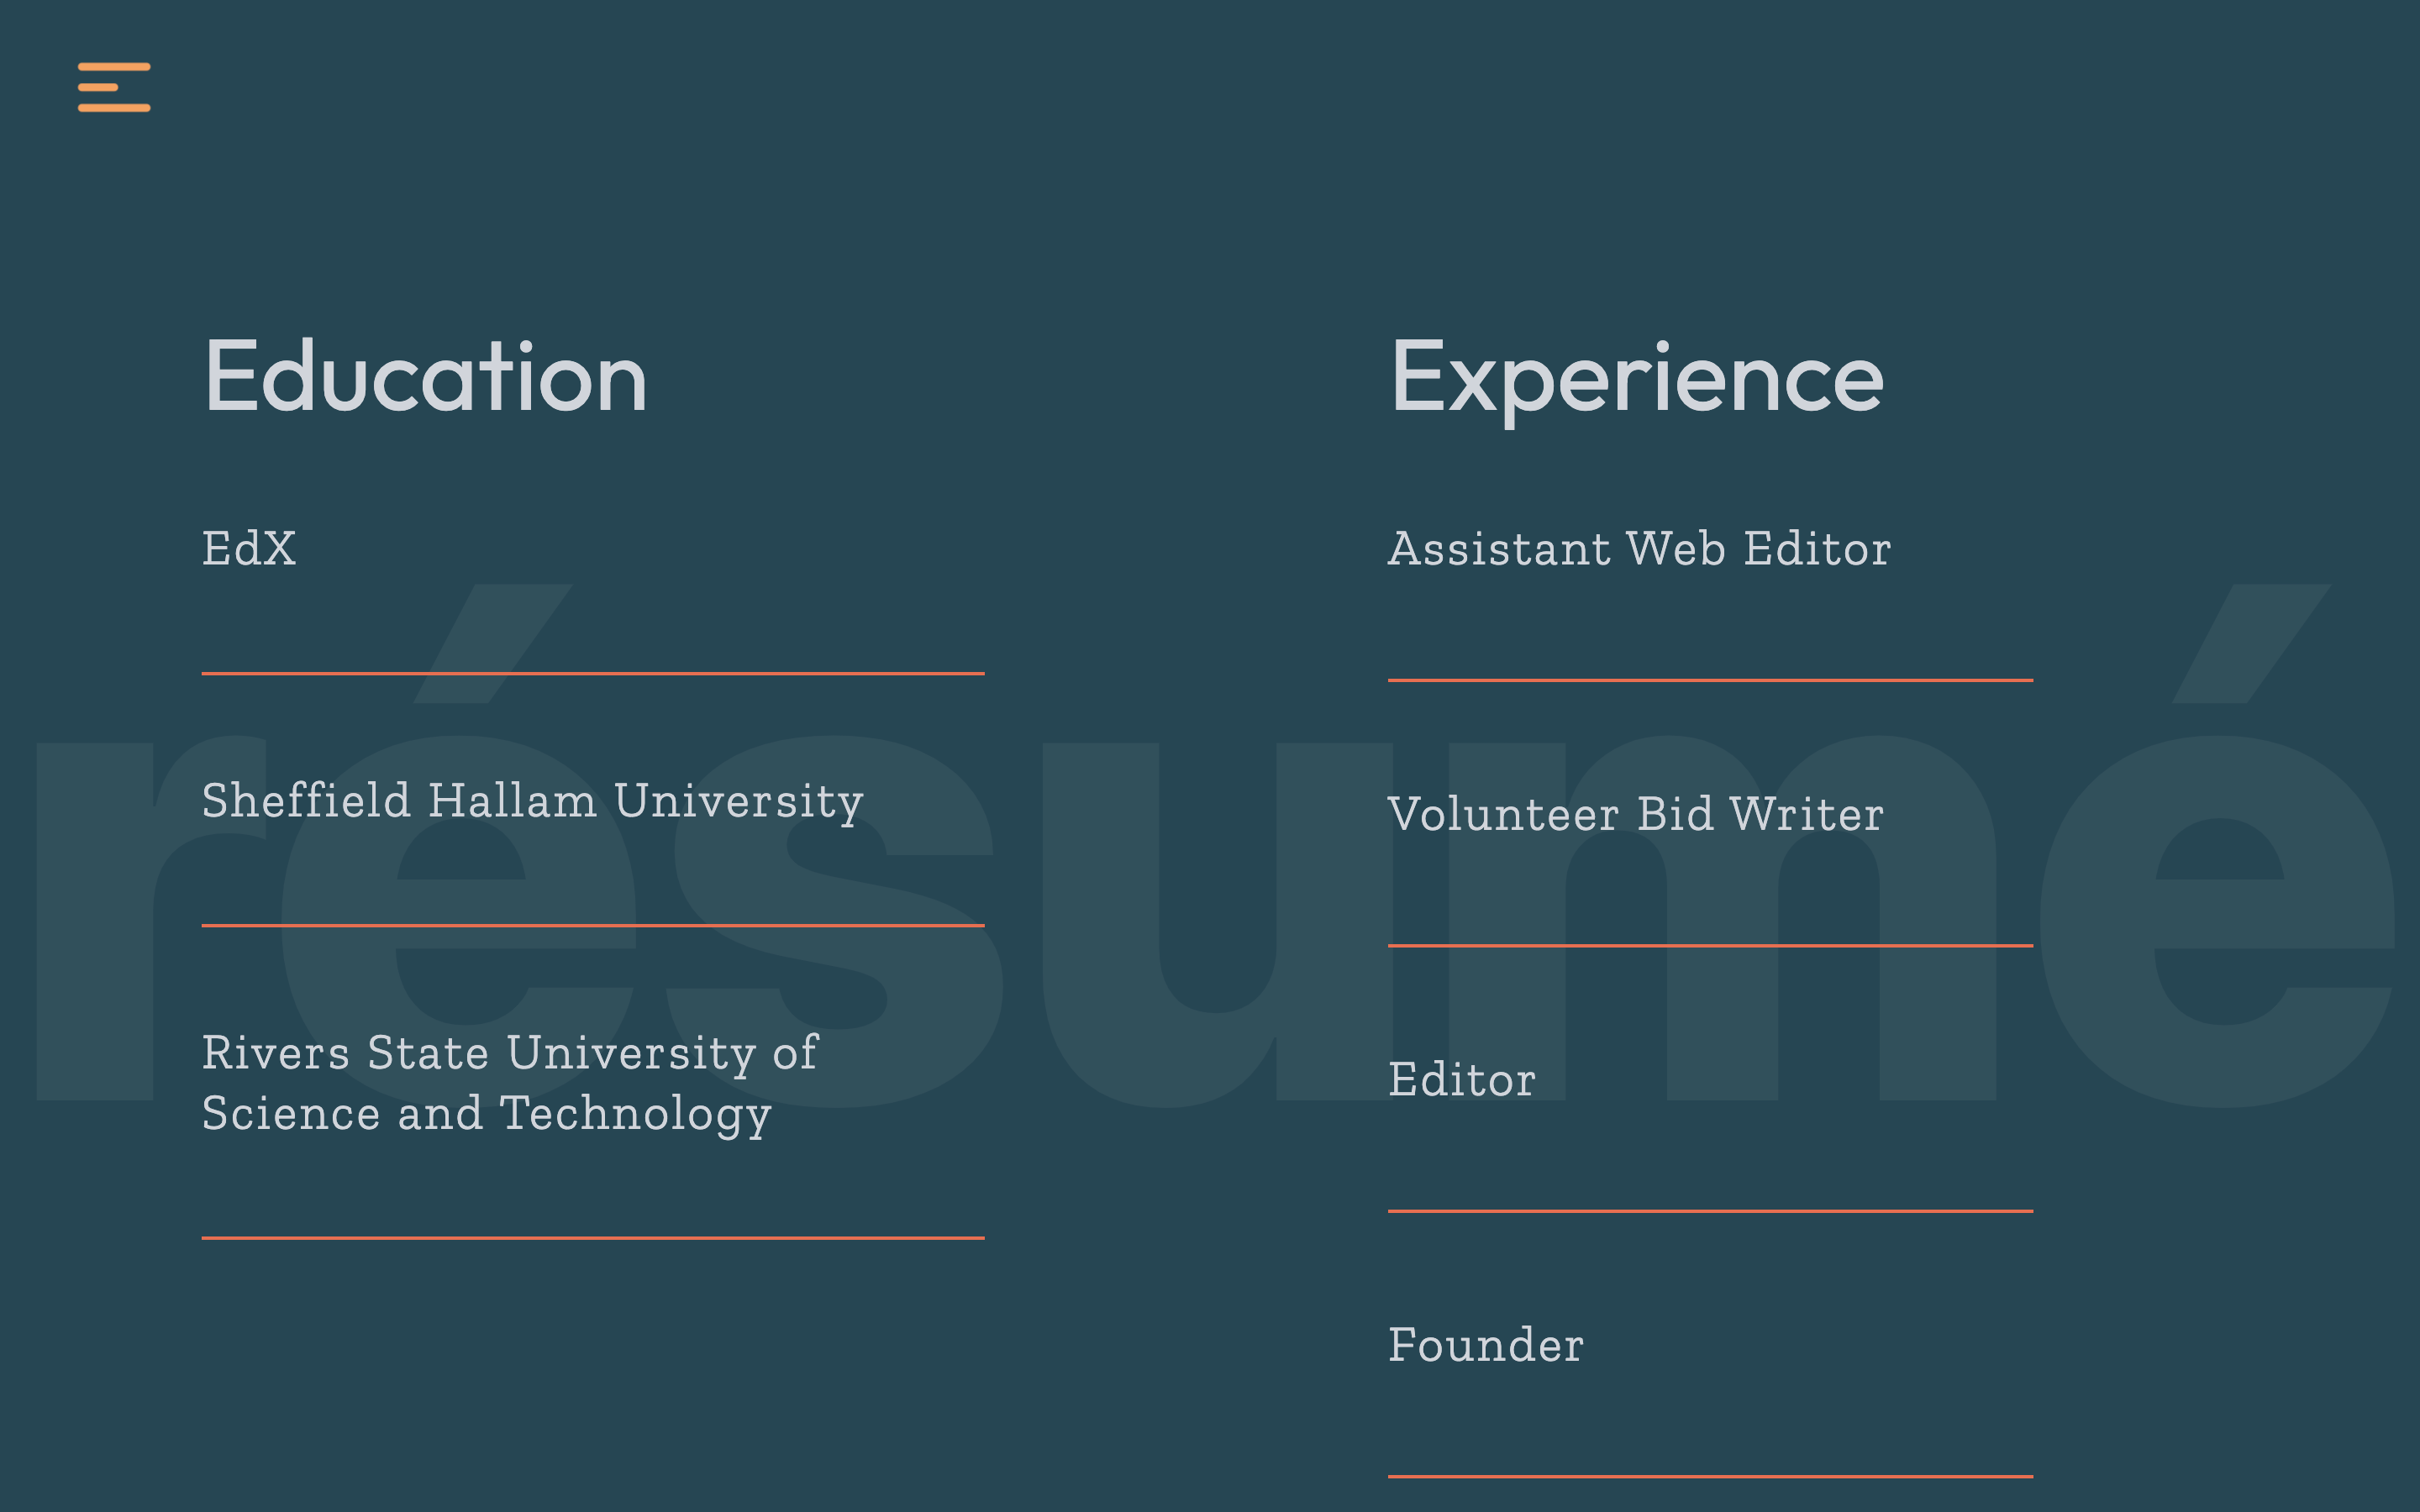 Education
EdX
Sheffield Hallam University
Rivers State University of
Science and Technology
Experience
Assistant Web Editor
Volunteer Bid Writer
Editor
Founder
résumé